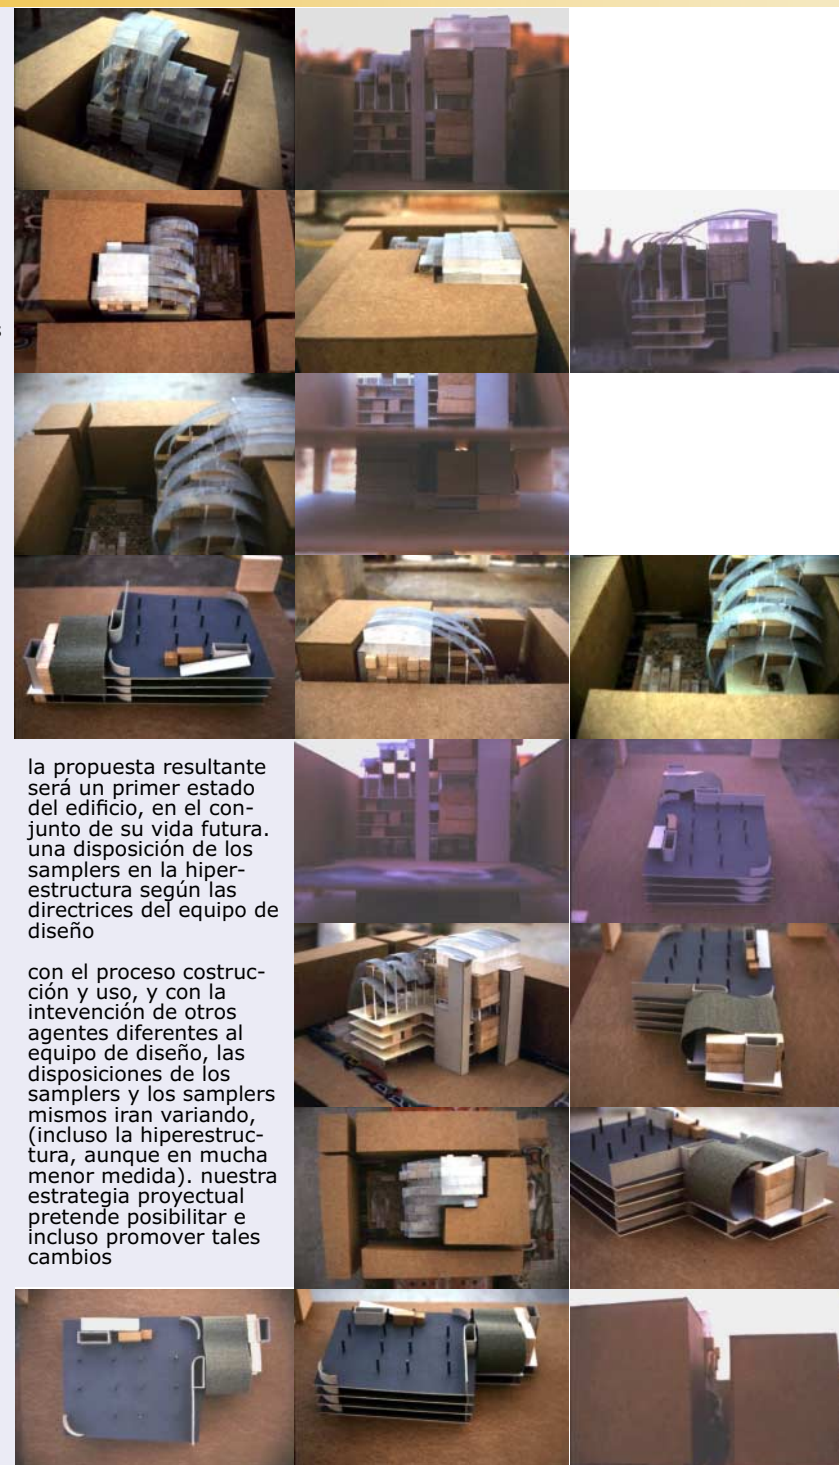 s
la propuesta resultante
será un primer estado
del edificio, en el con-
junto de su vida futura.
una disposición de los
samplers en la hiper-
estructura según las
directrices del equipo de
diseño
con el proceso costruc-
ción y uso, y con la
intevención de otros
agentes diferentes al
equipo de diseño, las
disposiciones de los
samplers y los samplers
mismos iran variando,
(incluso la hiperestruc-
tura, aunque en mucha
menor medida). nuestra
estrategia proyectual
pretende posibilitar e
incluso promover tales
cambios